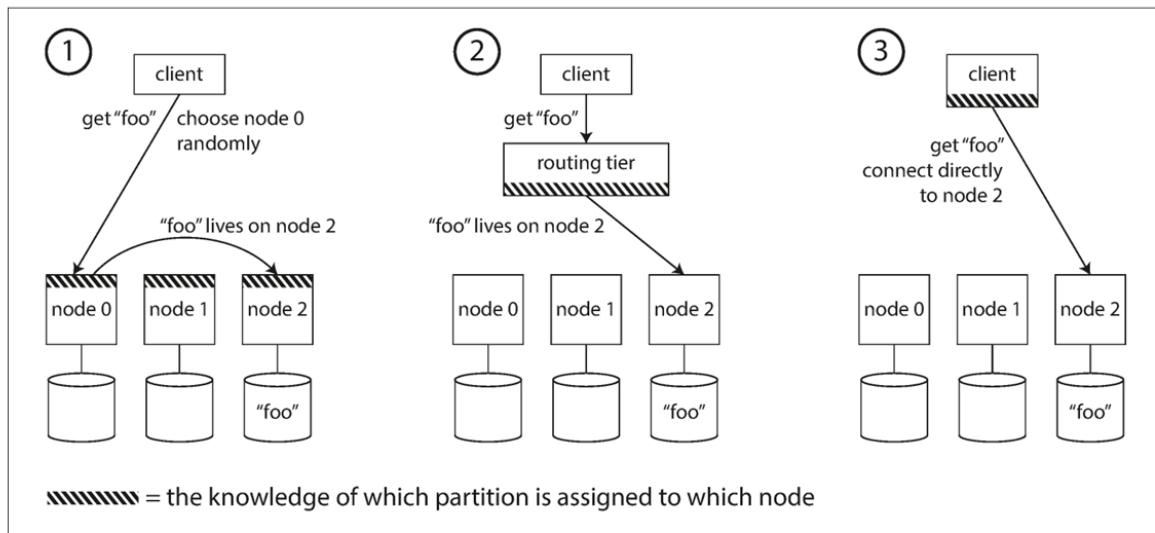 1
client
get “foo”
choose node 0
randomly
“foo” lives on node 2
node 0
node 1
node 2
“foo”
2
client
get “foo”
routing tier
“foo” lives on node 2
node 0
node 1
node 2
“foo”
3
client
get “foo”
connect directly
to node 2
node 0
node 1
node 2
“foo”
= the knowledge of which partition is assigned to which node